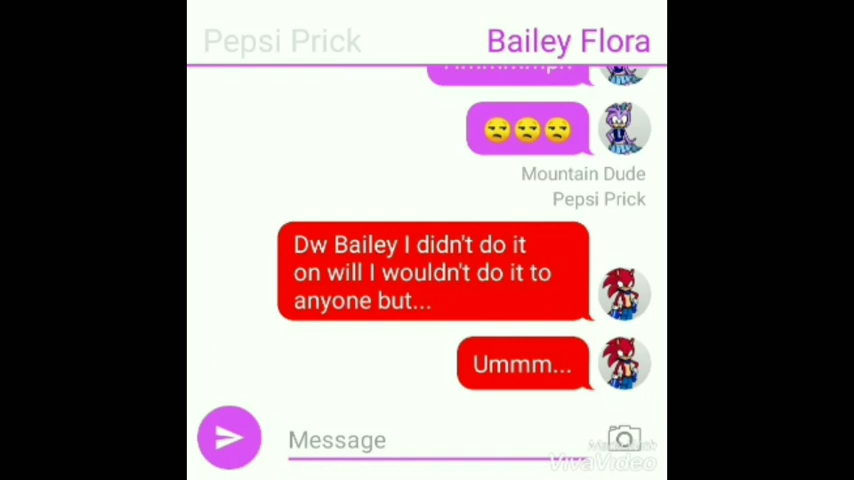 Pepsi Prick
Bailey Flora
😒😒😒
Mountain Dude
Pepsi Prick
Dw Bailey I didn't do it
on will I wouldn't do it to
anyone but...
Ummm...
Message
VivaVideo